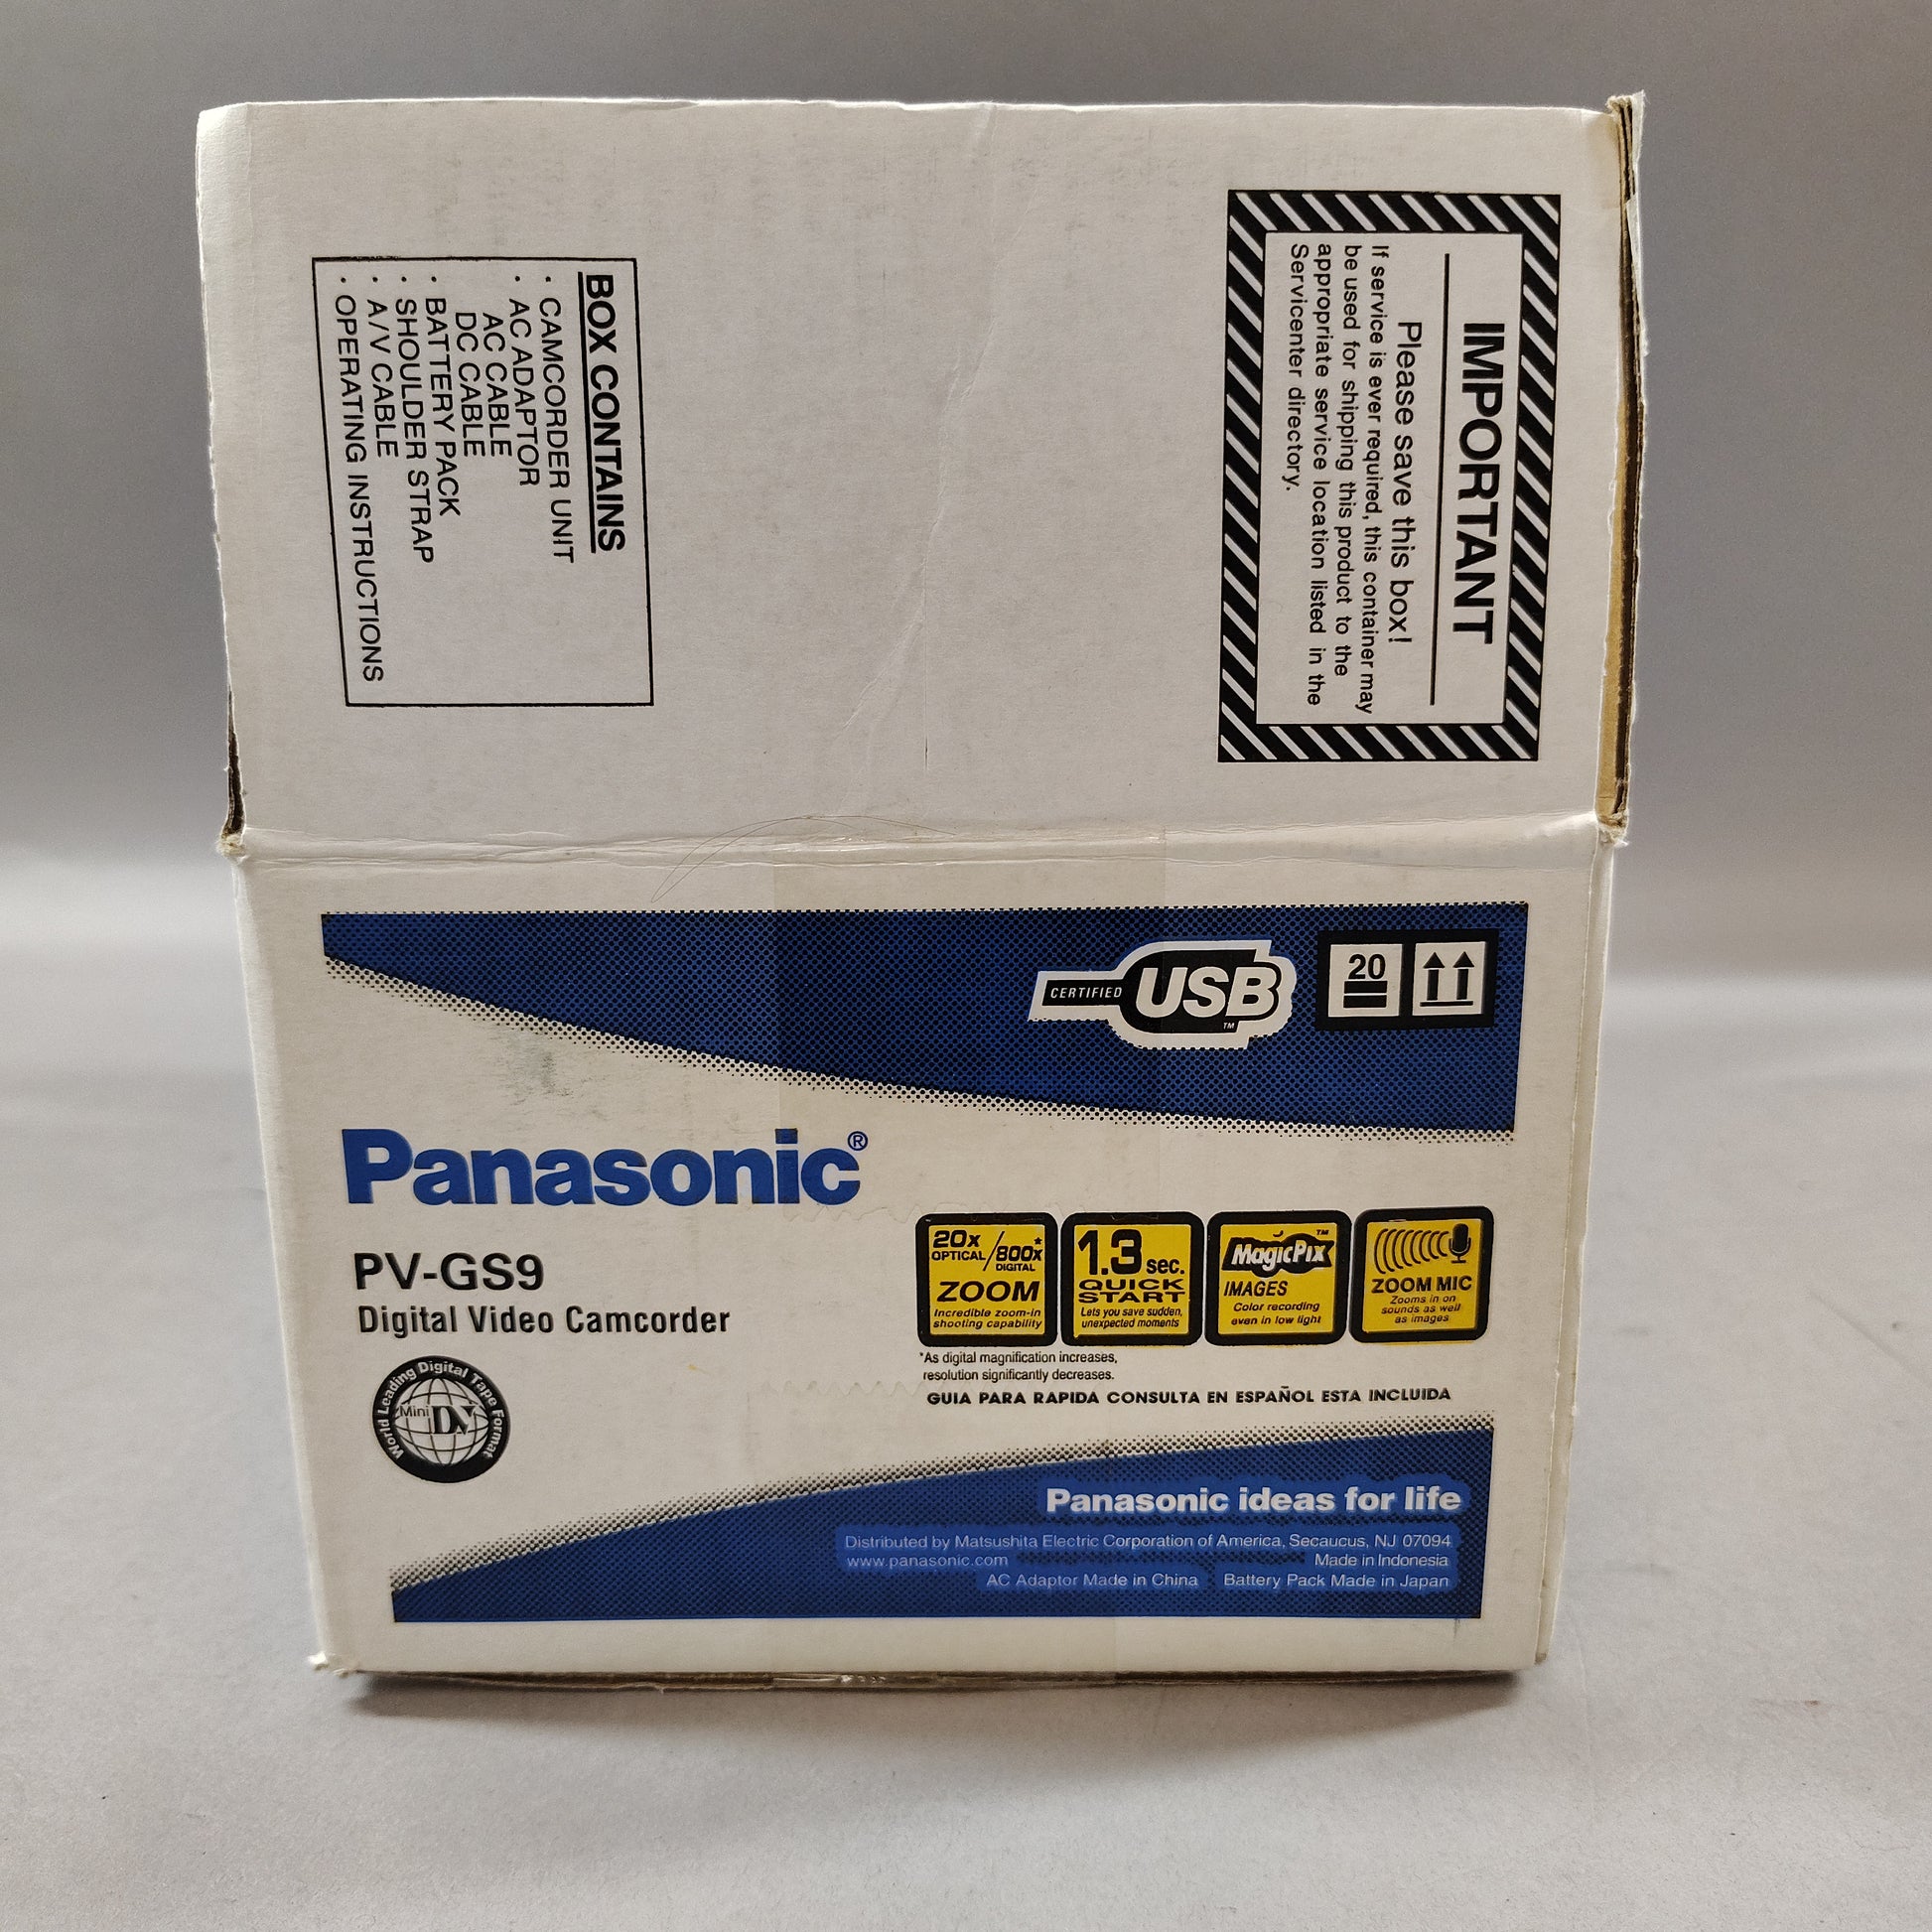 BOX CONTAINS
· CAMCORDER UNIT
· AC ADAPTOR
AC CABLE
DC CABLE
· BATTERY PACK
· SHOULDER STRAP
· A/V CABLE
· OPERATING INSTRUCTIONS
IMPORTANT
Please save this box!
If service is ever required, this container may
be used for shipping this product to the
appropriate service location listed in the
Servicenter directory.
CERTIFIED USB TM
20
Panasonic®
PV-GS9
Digital Video Camcorder
World Leading Digital Tape Format
Mini DV
20x OPTICAL/800x* DIGITAL
ZOOM
Incredible zoom-in
shooting capability
1.3 sec.
QUICK
START
Lets you save sudden,
unexpected moments
MagicPix™
IMAGES
Color recording
even in low light
ZOOM MIC
Zooms in on
sounds as well
as images
*As digital magnification increases,
resolution significantly decreases.
GUIA PARA RAPIDA CONSULTA EN ESPAÑOL ESTA INCLUIDA
Panasonic ideas for life
Distributed by Matsushita Electric Corporation of America, Secaucus, NJ 07094
www.panasonic.com Made in Indonesia
AC Adaptor Made in China Battery Pack Made in Japan